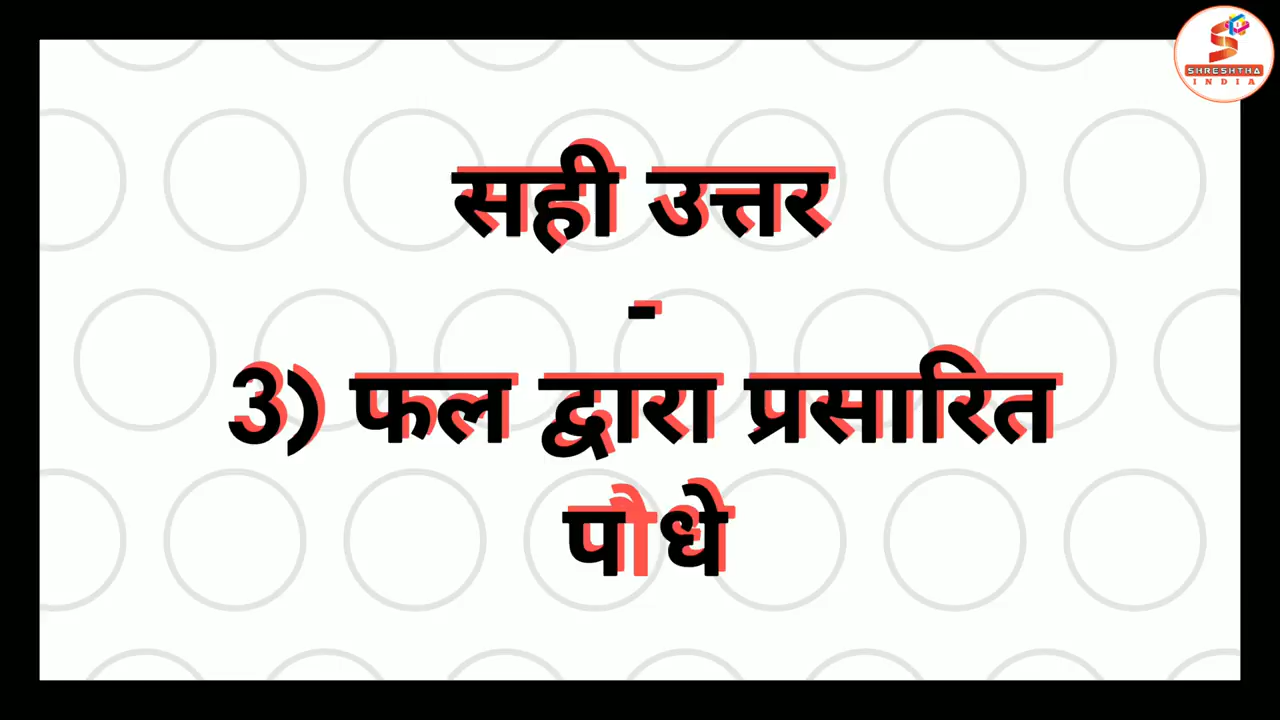 SHRESHTHA
INDIA
सही उत्तर
-
3) फल द्वारा प्रसारित
पौधे